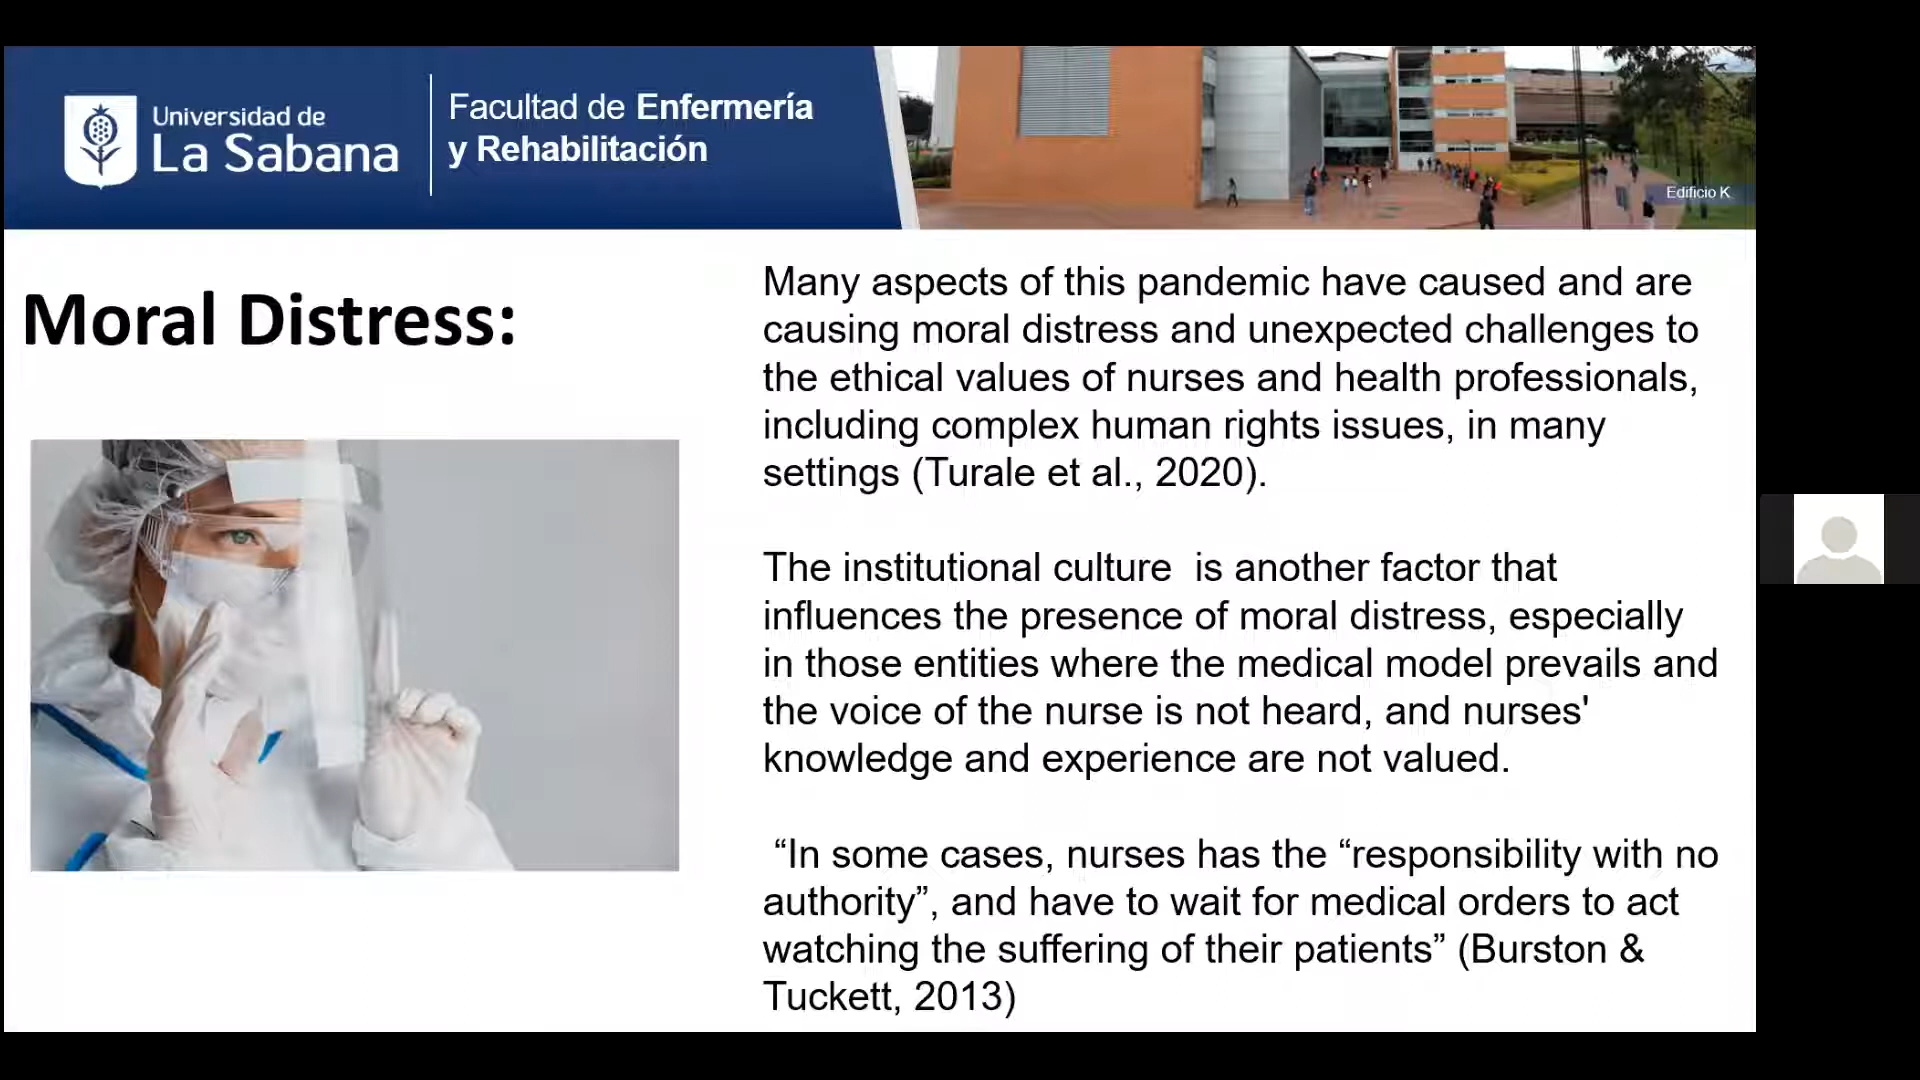 Universidad de
La Sabana
Facultad de Enfermería
y Rehabilitación
Edificio K
Moral Distress:
Many aspects of this pandemic have caused and are
causing moral distress and unexpected challenges to
the ethical values of nurses and health professionals,
including complex human rights issues, in many
settings (Turale et al., 2020).
The institutional culture  is another factor that
influences the presence of moral distress, especially
in those entities where the medical model prevails and
the voice of the nurse is not heard, and nurses'
knowledge and experience are not valued.
“In some cases, nurses has the “responsibility with no
authority”, and have to wait for medical orders to act
watching the suffering of their patients” (Burston &
Tuckett, 2013)